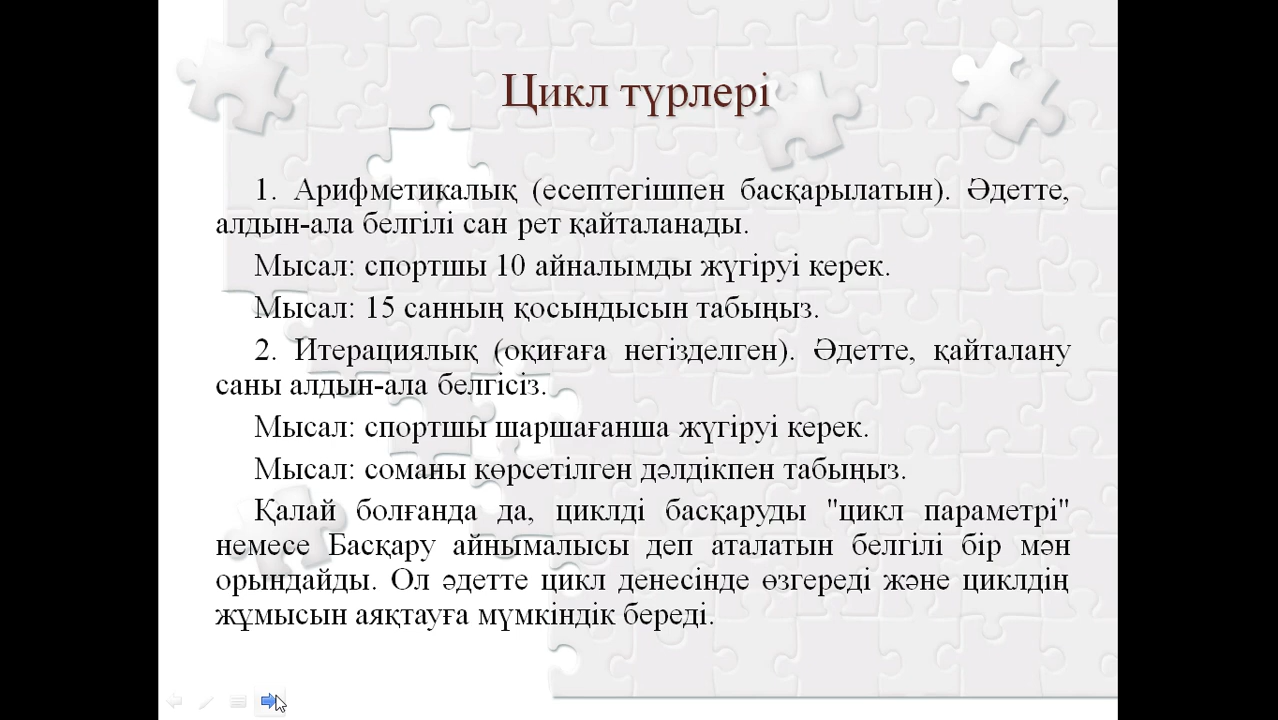 Цикл түрлері
1. Арифметикалық (есептегішпен басқарылатын). Әдетте,
алдын-ала белгілі сан рет қайталанады.
Мысал: спортшы 10 айналымды жүгіруі керек.
Мысал: 15 санның қосындысын табыңыз.
2. Итерациялық (оқиғаға негізделген). Әдетте, қайталану
саны алдын-ала белгісіз.
Мысал: спортшы шаршағанша жүгіруі керек.
Мысал: соманы көрсетілген дәлдікпен табыңыз.
Қалай болғанда да, циклді басқаруды "цикл параметрі"
немесе Басқару айнымалысы деп аталатын белгілі бір мән
орындайды. Ол әдетте цикл денесінде өзгереді және циклдің
жұмысын аяқтауға мүмкіндік береді.